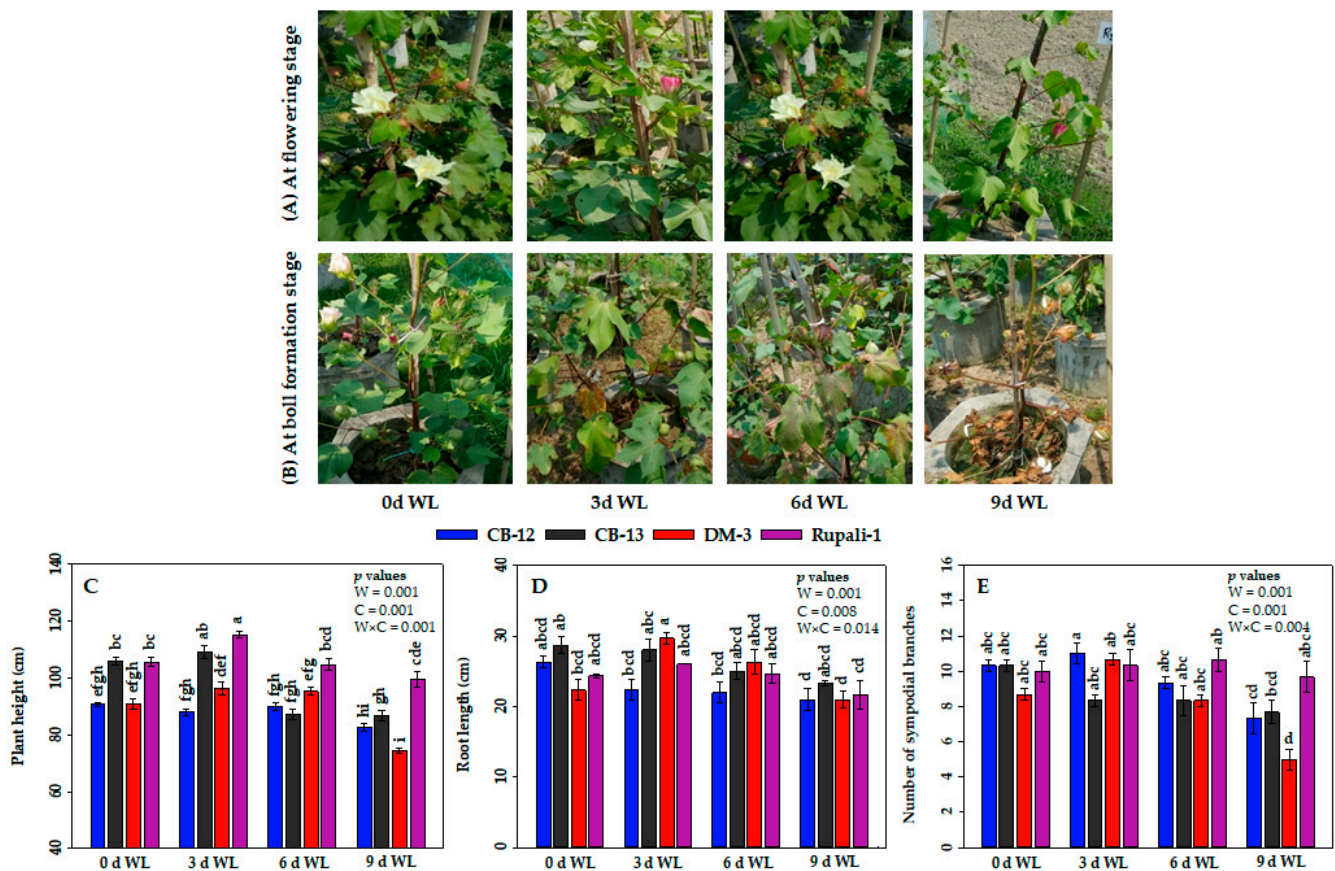 (A) At flowering stage
(B) At boll formation stage
0d WL 3d WL 6d WL 9d WL
CB-12 CB-13 DM-3 Rupali-1
C
p values
W = 0.001
C = 0.001
W×C = 0.001
Plant height (cm)
140
120
100
80
60
40
efgh bc efgh bc
fgh ab def a
fgh fgh efg bcd
hi gh i cde
0 d WL 3 d WL 6 d WL 9 d WL
D
p values
W = 0.001
C = 0.008
W×C = 0.014
Root length (cm)
40
30
20
10
0
abcd ab bcd abcd
bcd abc a abcd
bcd abcd abcd abcd
d abcd d cd
0 d WL 3 d WL 6 d WL 9 d WL
E
p values
W = 0.001
C = 0.001
W×C = 0.004
Number of sympodial branches
16
14
12
10
8
6
4
2
0
abc abc abc abc
a abc ab abc
abc abc abc ab
cd bcd d abc
0 d WL 3 d WL 6 d WL 9 d WL